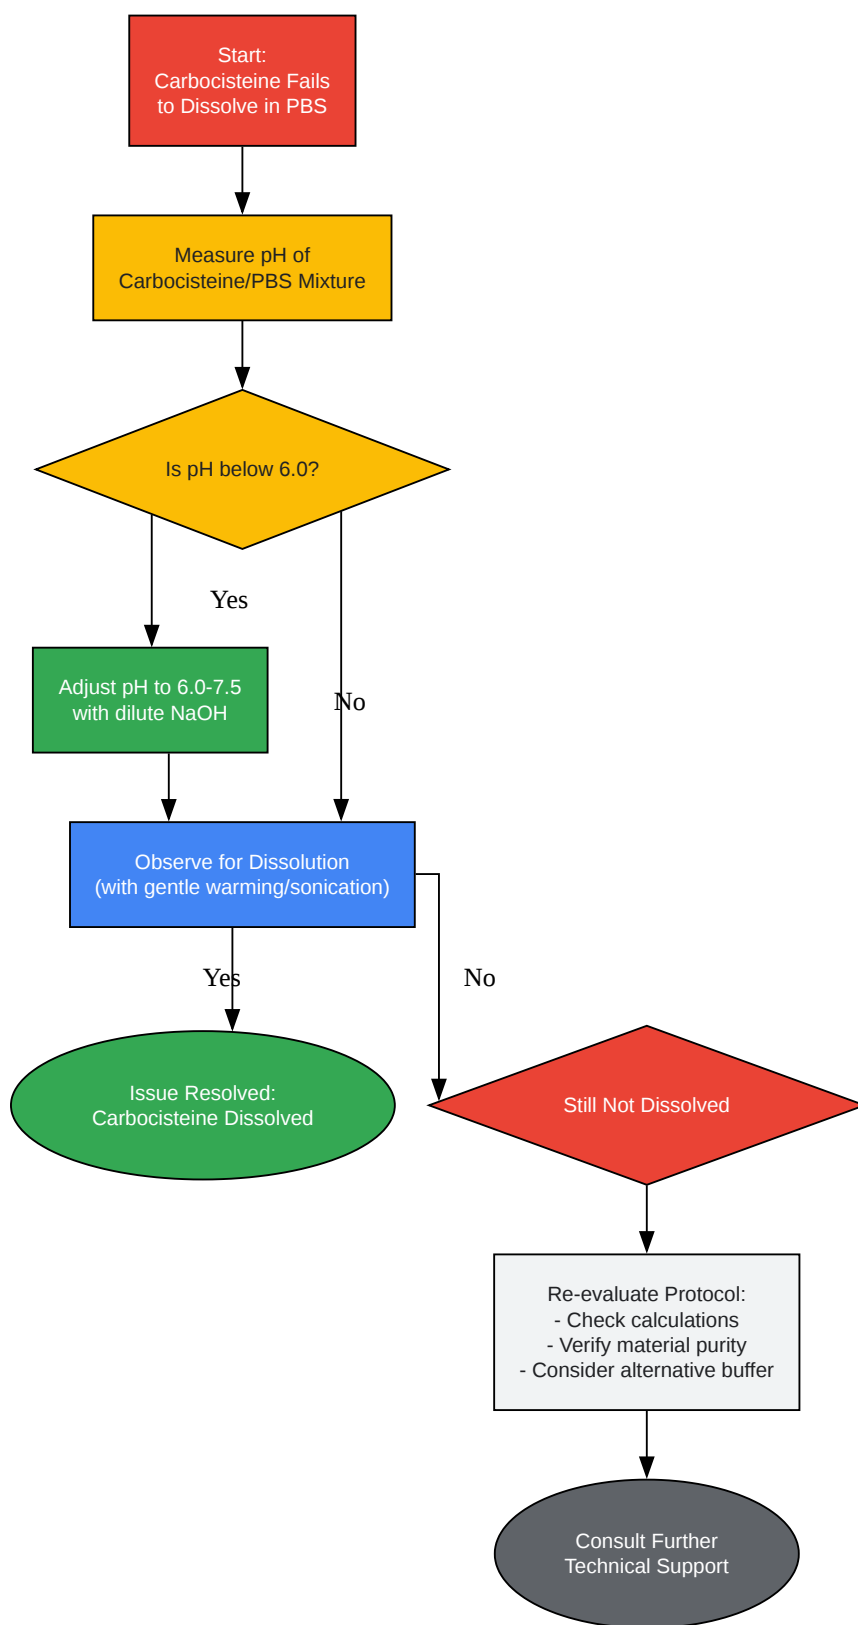 Start:
Carbocisteine Fails
to Dissolve in PBS
Measure pH of
Carbocisteine/PBS Mixture
Is pH below 6.0?
Yes
Adjust pH to 6.0-7.5
with dilute NaOH
No
Observe for Dissolution
(with gentle warming/sonication)
Yes
No
Issue Resolved:
Carbocisteine Dissolved
Still Not Dissolved
Re-evaluate Protocol:
- Check calculations
- Verify material purity
- Consider alternative buffer
Consult Further
Technical Support